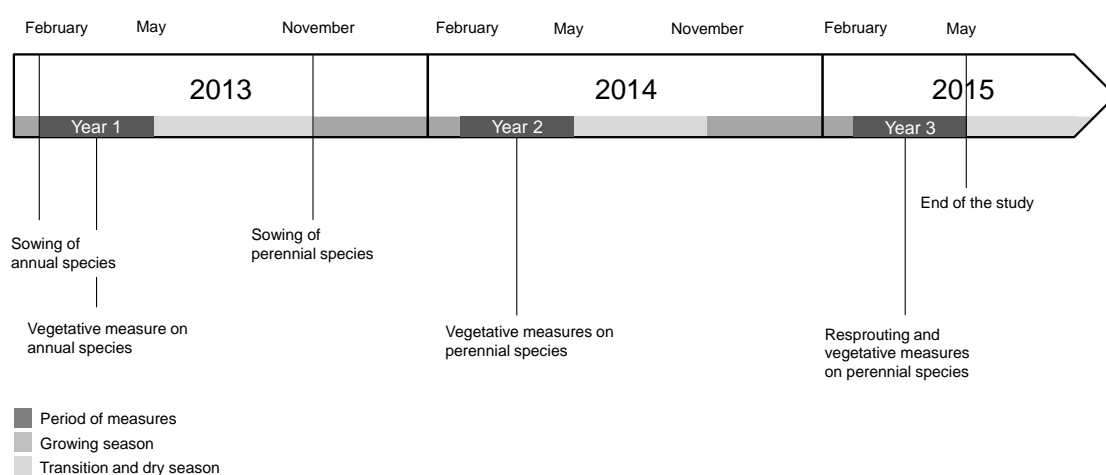 February May November February May November February May
2013 2014 2015
Year 1 Year 2 Year 3
End of the study
Sowing of
annual species
Sowing of
perennial species
Vegetative measure on
annual species
Vegetative measures on
perennial species
Resprouting and
vegetative measures
on perennial species
Period of measures
Growing season
Transition and dry season